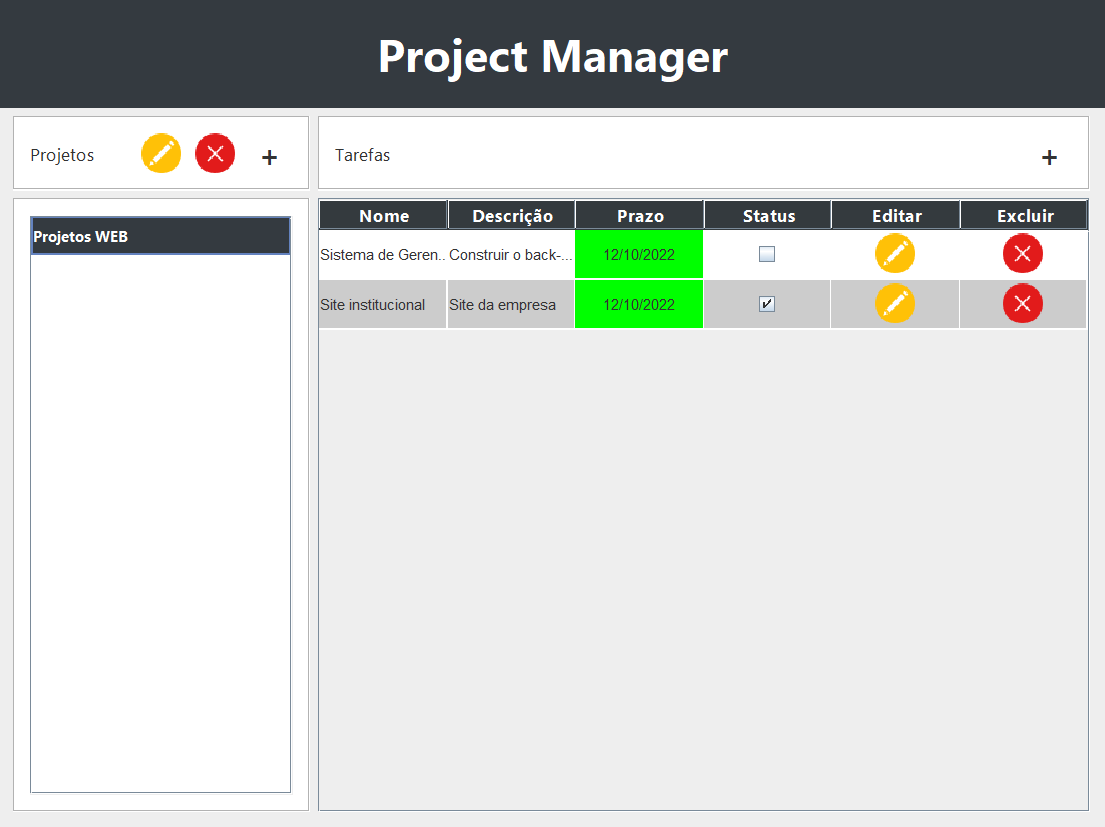 Project Manager
Projetos +
Tarefas +
Projetos WEB
Nome Descrição Prazo Status Editar Excluir
Sistema de Geren.. Construir o back-... 12/10/2022
Site institucional Site da empresa 12/10/2022